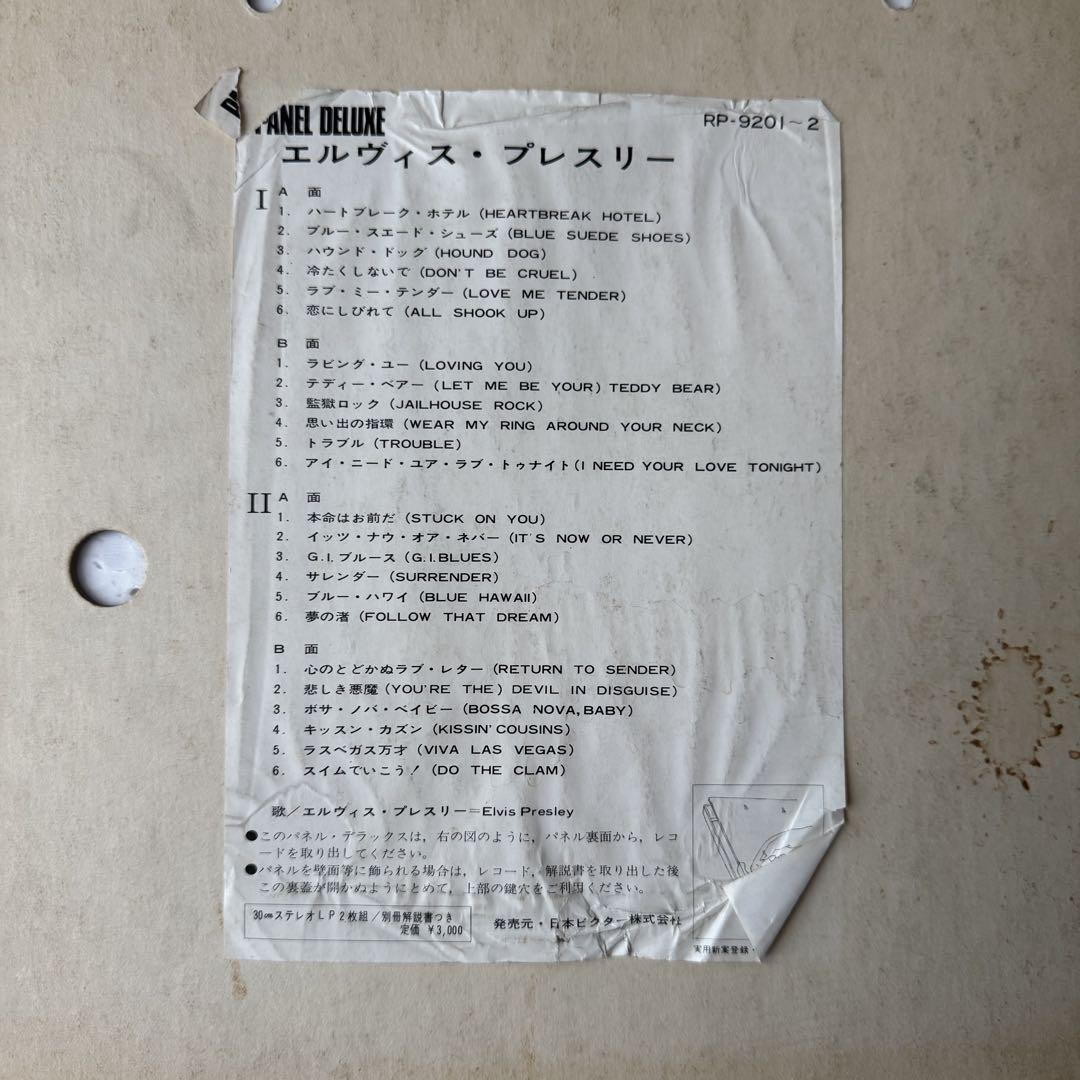 PANEL DELUXE
RP-9201～2
エルヴィス・プレスリー
I A 面
1. ハートブレーク・ホテル (HEARTBREAK HOTEL)
2. ブルー・スエード・シューズ (BLUE SUEDE SHOES)
3. ハウンド・ドッグ (HOUND DOG)
4. 冷たくしないで (DON'T BE CRUEL)
5. ラブ・ミー・テンダー (LOVE ME TENDER)
6. 恋にしびれて (ALL SHOOK UP)
B 面
1. ラビング・ユー (LOVING YOU)
2. テディー・ベアー (LET ME BE YOUR) TEDDY BEAR)
3. 監獄ロック (JAILHOUSE ROCK)
4. 思い出の指環 (WEAR MY RING AROUND YOUR NECK)
5. トラブル (TROUBLE)
6. アイ・ニード・ユア・ラブ・トゥナイト (I NEED YOUR LOVE TONIGHT)
II A 面
1. 本命はお前だ (STUCK ON YOU)
2. イッツ・ナウ・オア・ネバー (IT'S NOW OR NEVER)
3. G.I.ブルース (G.I.BLUES)
4. サレンダー (SURRENDER)
5. ブルー・ハワイ (BLUE HAWAII)
6. 夢の渚 (FOLLOW THAT DREAM)
B 面
1. 心のとどかぬラブ・レター (RETURN TO SENDER)
2. 悲しき悪魔 (YOU'RE THE) DEVIL IN DISGUISE)
3. ボサ・ノバ・ベイビー (BOSSA NOVA, BABY)
4. キッスン・カズン (KISSIN' COUSINS)
5. ラスベガス万才 (VIVA LAS VEGAS)
6. スイムでいこう! (DO THE CLAM)
歌/エルヴィス・プレスリー=Elvis Presley
●このパネル・デラックスは，右の図のように，パネル裏面から，レコ
ードを取り出してください。
●パネルを壁面等に飾られる場合は，レコード，解説書を取り出した後
この裏蓋が開かぬようにとめて，上部の鍵穴をご利用ください。
30cmステレオLP2枚組/別冊解説書つき
定価 ¥3,000
発売元・日本ビクター株式会社
実用新案登録・